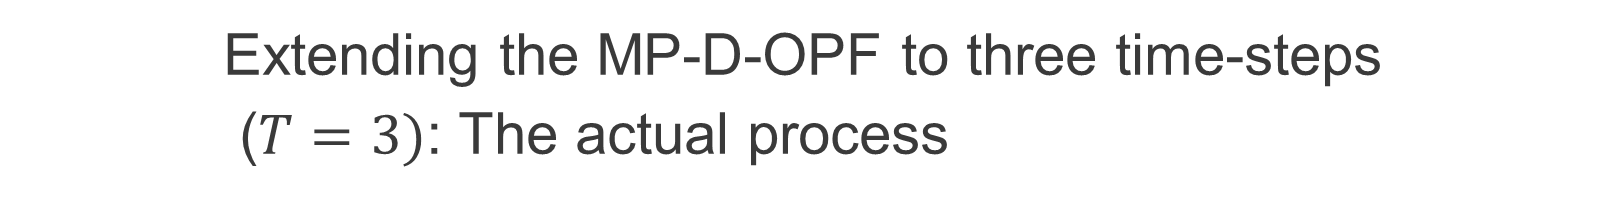 Extending the MP-D-OPF to three time-steps
(T = 3): The actual process